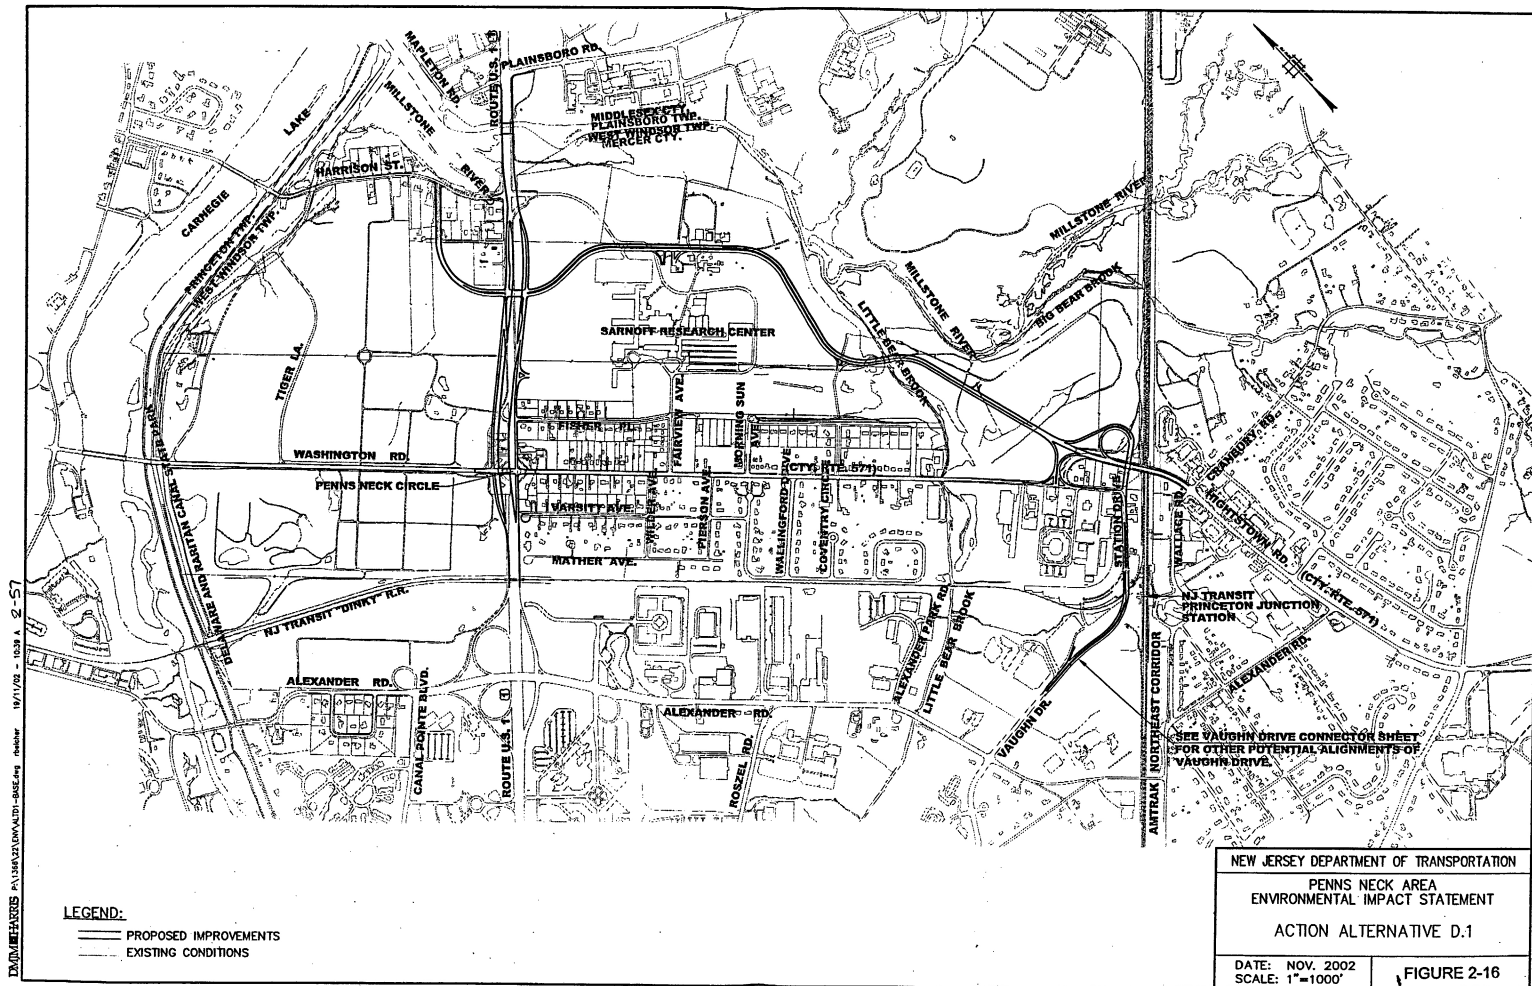 MAPLETON RD.
ROUTE U.S. 1
PLAINSBORO RD.
MILLSTONE
RIVER
MIDDLESEX CTY.
PLAINSBORO TWP.
WEST WINDSOR TWP.
MERCER CTY.
LAKE
CARNEGIE
HARRISON ST.
PRINCETON TWP.
WEST WINDSOR TWP.
MILLSTONE RIVER
BIG BEAR BROOK
MILLSTONE RIVER
LITTLE BEAR BROOK
SARNOFF RESEARCH CENTER
TIGER LA.
FAIRVIEW AVE.
MORNING SUN
AVE.
FISHER PL.
WASHINGTON RD.
(CTY. RTE. 571)
PENNS NECK CIRCLE
VARSITY AVE.
WILDER AVE.
PIERSON AVE.
WALLINGFORD DRIVE
COVENTRY CIRCLE
MATHER AVE.
STATION DRIVE
WALLACE RD.
CRANBURY RD.
HIGHTSTOWN RD.
(CTY. RTE. 571)
DELAWARE AND RARITAN CANAL STATE PARK
NJ TRANSIT "DINKY" R.R.
NJ TRANSIT
PRINCETON JUNCTION
STATION
ALEXANDER PARK RD.
LITTLE BEAR BROOK
ALEXANDER RD.
ALEXANDER RD.
ALEXANDER RD.
CANAL POINTE BLVD.
ROUTE U.S. 1
ROSZEL RD.
VAUGHN DR.
AMTRAK NORTHEAST CORRIDOR
SEE VAUGHN DRIVE CONNECTOR SHEET
FOR OTHER POTENTIAL ALIGNMENTS OF
VAUGHN DRIVE.
2-57
DMJM+HARRIS P:\1366\22\ENV\ALTD1-BASE.dwg 19/11/02 - 10:39 A
LEGEND:
PROPOSED IMPROVEMENTS
EXISTING CONDITIONS
NEW JERSEY DEPARTMENT OF TRANSPORTATION
PENNS NECK AREA
ENVIRONMENTAL IMPACT STATEMENT
ACTION ALTERNATIVE D.1
DATE: NOV. 2002
SCALE: 1"=1000'
FIGURE 2-16